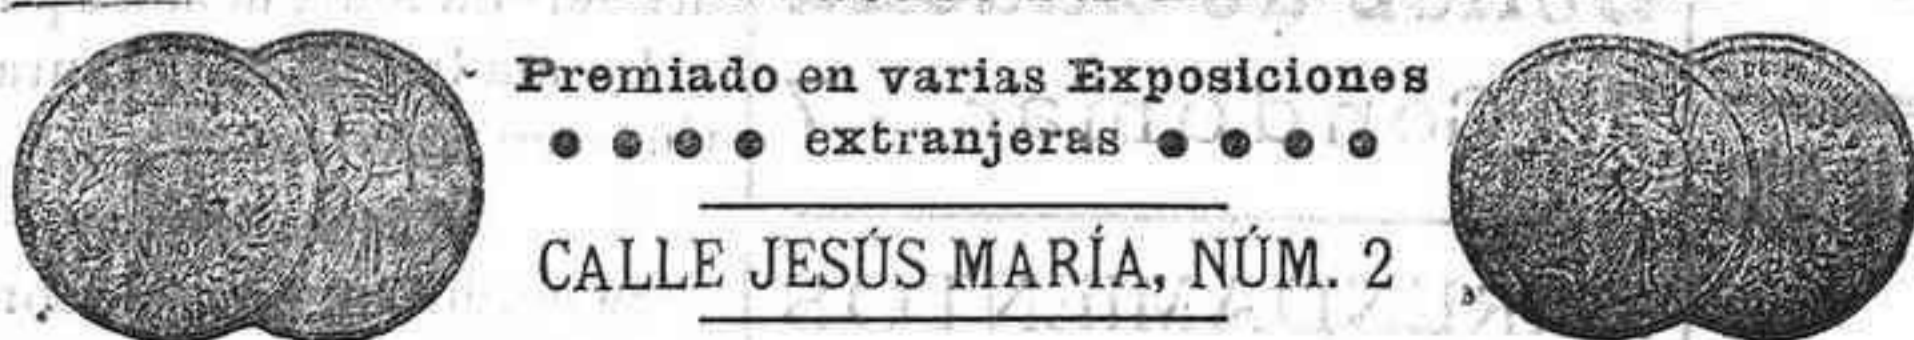 Premiado en varias Exposiciones
extranjeras
CALLE JESÚS MARÍA, NÚM. 2